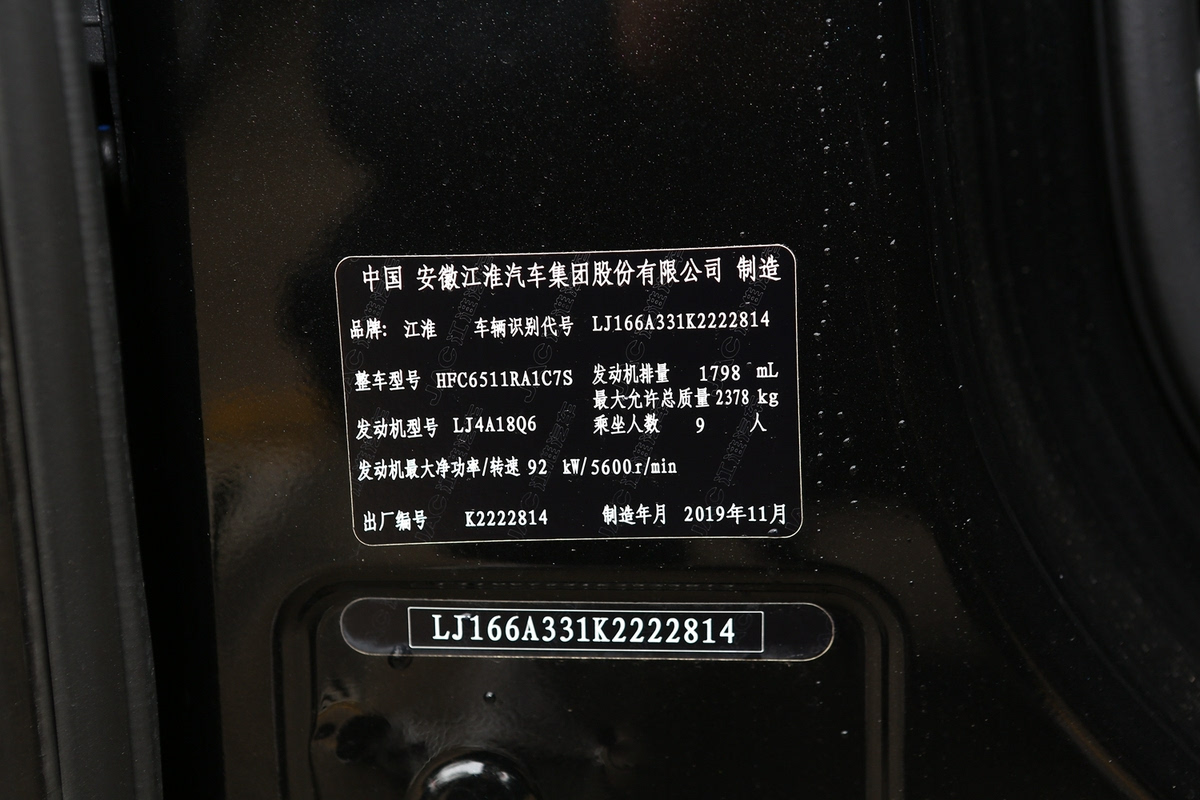 中国 安徽江淮汽车集团股份有限公司 制造
品牌: 江淮 车辆识别代号 LJ166A331K2222814
整车型号 HFC6511RA1C7S 发动机排量 1798 mL
最大允许总质量 2378 kg
发动机型号 LJ4A18Q6 乘坐人数 9 人
发动机最大净功率/转速 92 kW/5600r/min
出厂编号 K2222814 制造年月 2019年11月
LJ166A331K2222814